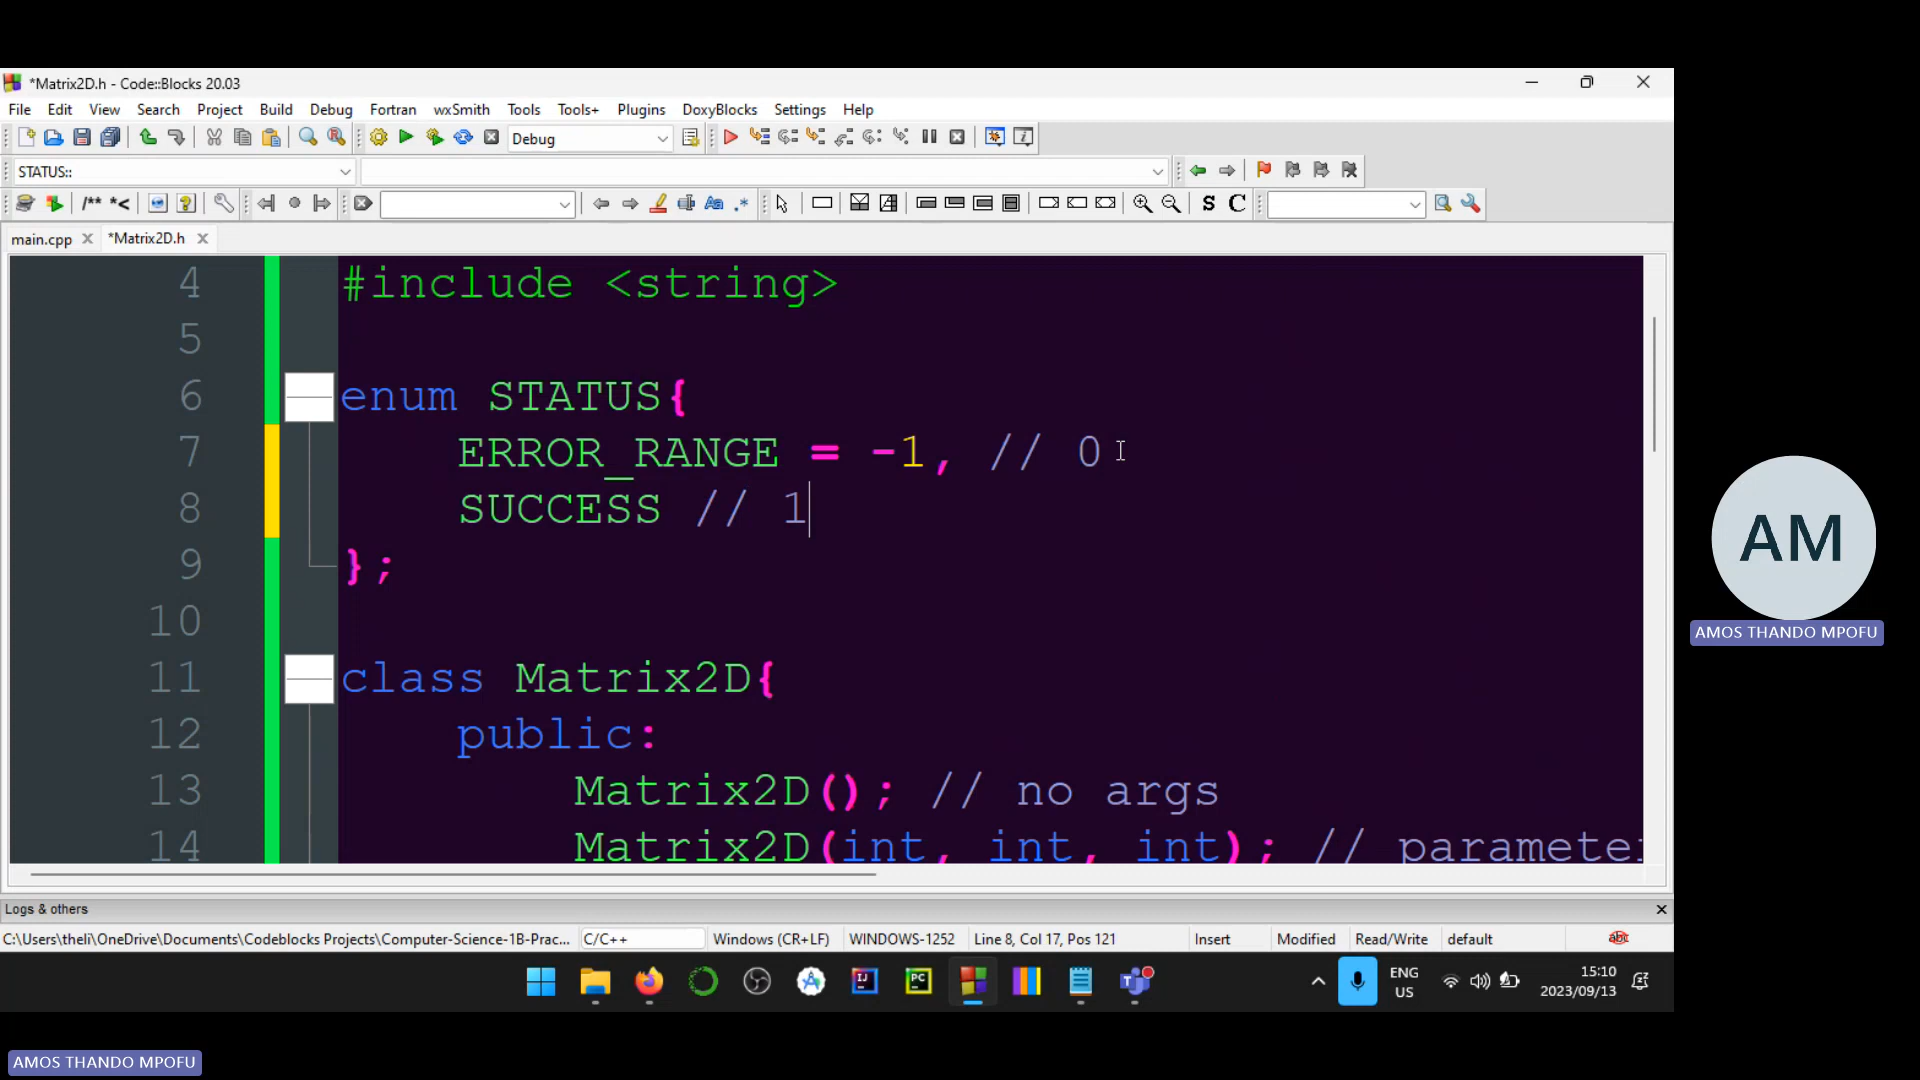 *Matrix2D.h - Code::Blocks 20.03
File Edit View Search Project Build Debug Fortran wxSmith Tools Tools+ Plugins DoxyBlocks Settings Help
Debug
STATUS::
/** *<
Aa .* S C
main.cpp *Matrix2D.h
4 #include <string>
5
6 enum STATUS{
7 ERROR_RANGE = -1, // 0
8 SUCCESS // 1
9 };
10
11 class Matrix2D{
12 public:
13 Matrix2D(); // no args
14 Matrix2D(int, int, int); // parameter
AM
AMOS THANDO MPOFU
Logs & others
C:\Users\theli\OneDrive\Documents\Codeblocks Projects\Computer-Science-1B-Prac... C/C++ Windows (CR+LF) WINDOWS-1252 Line 8, Col 17, Pos 121 Insert Modified Read/Write default abc
IJ PC
ENG
US
15:10
2023/09/13
AMOS THANDO MPOFU